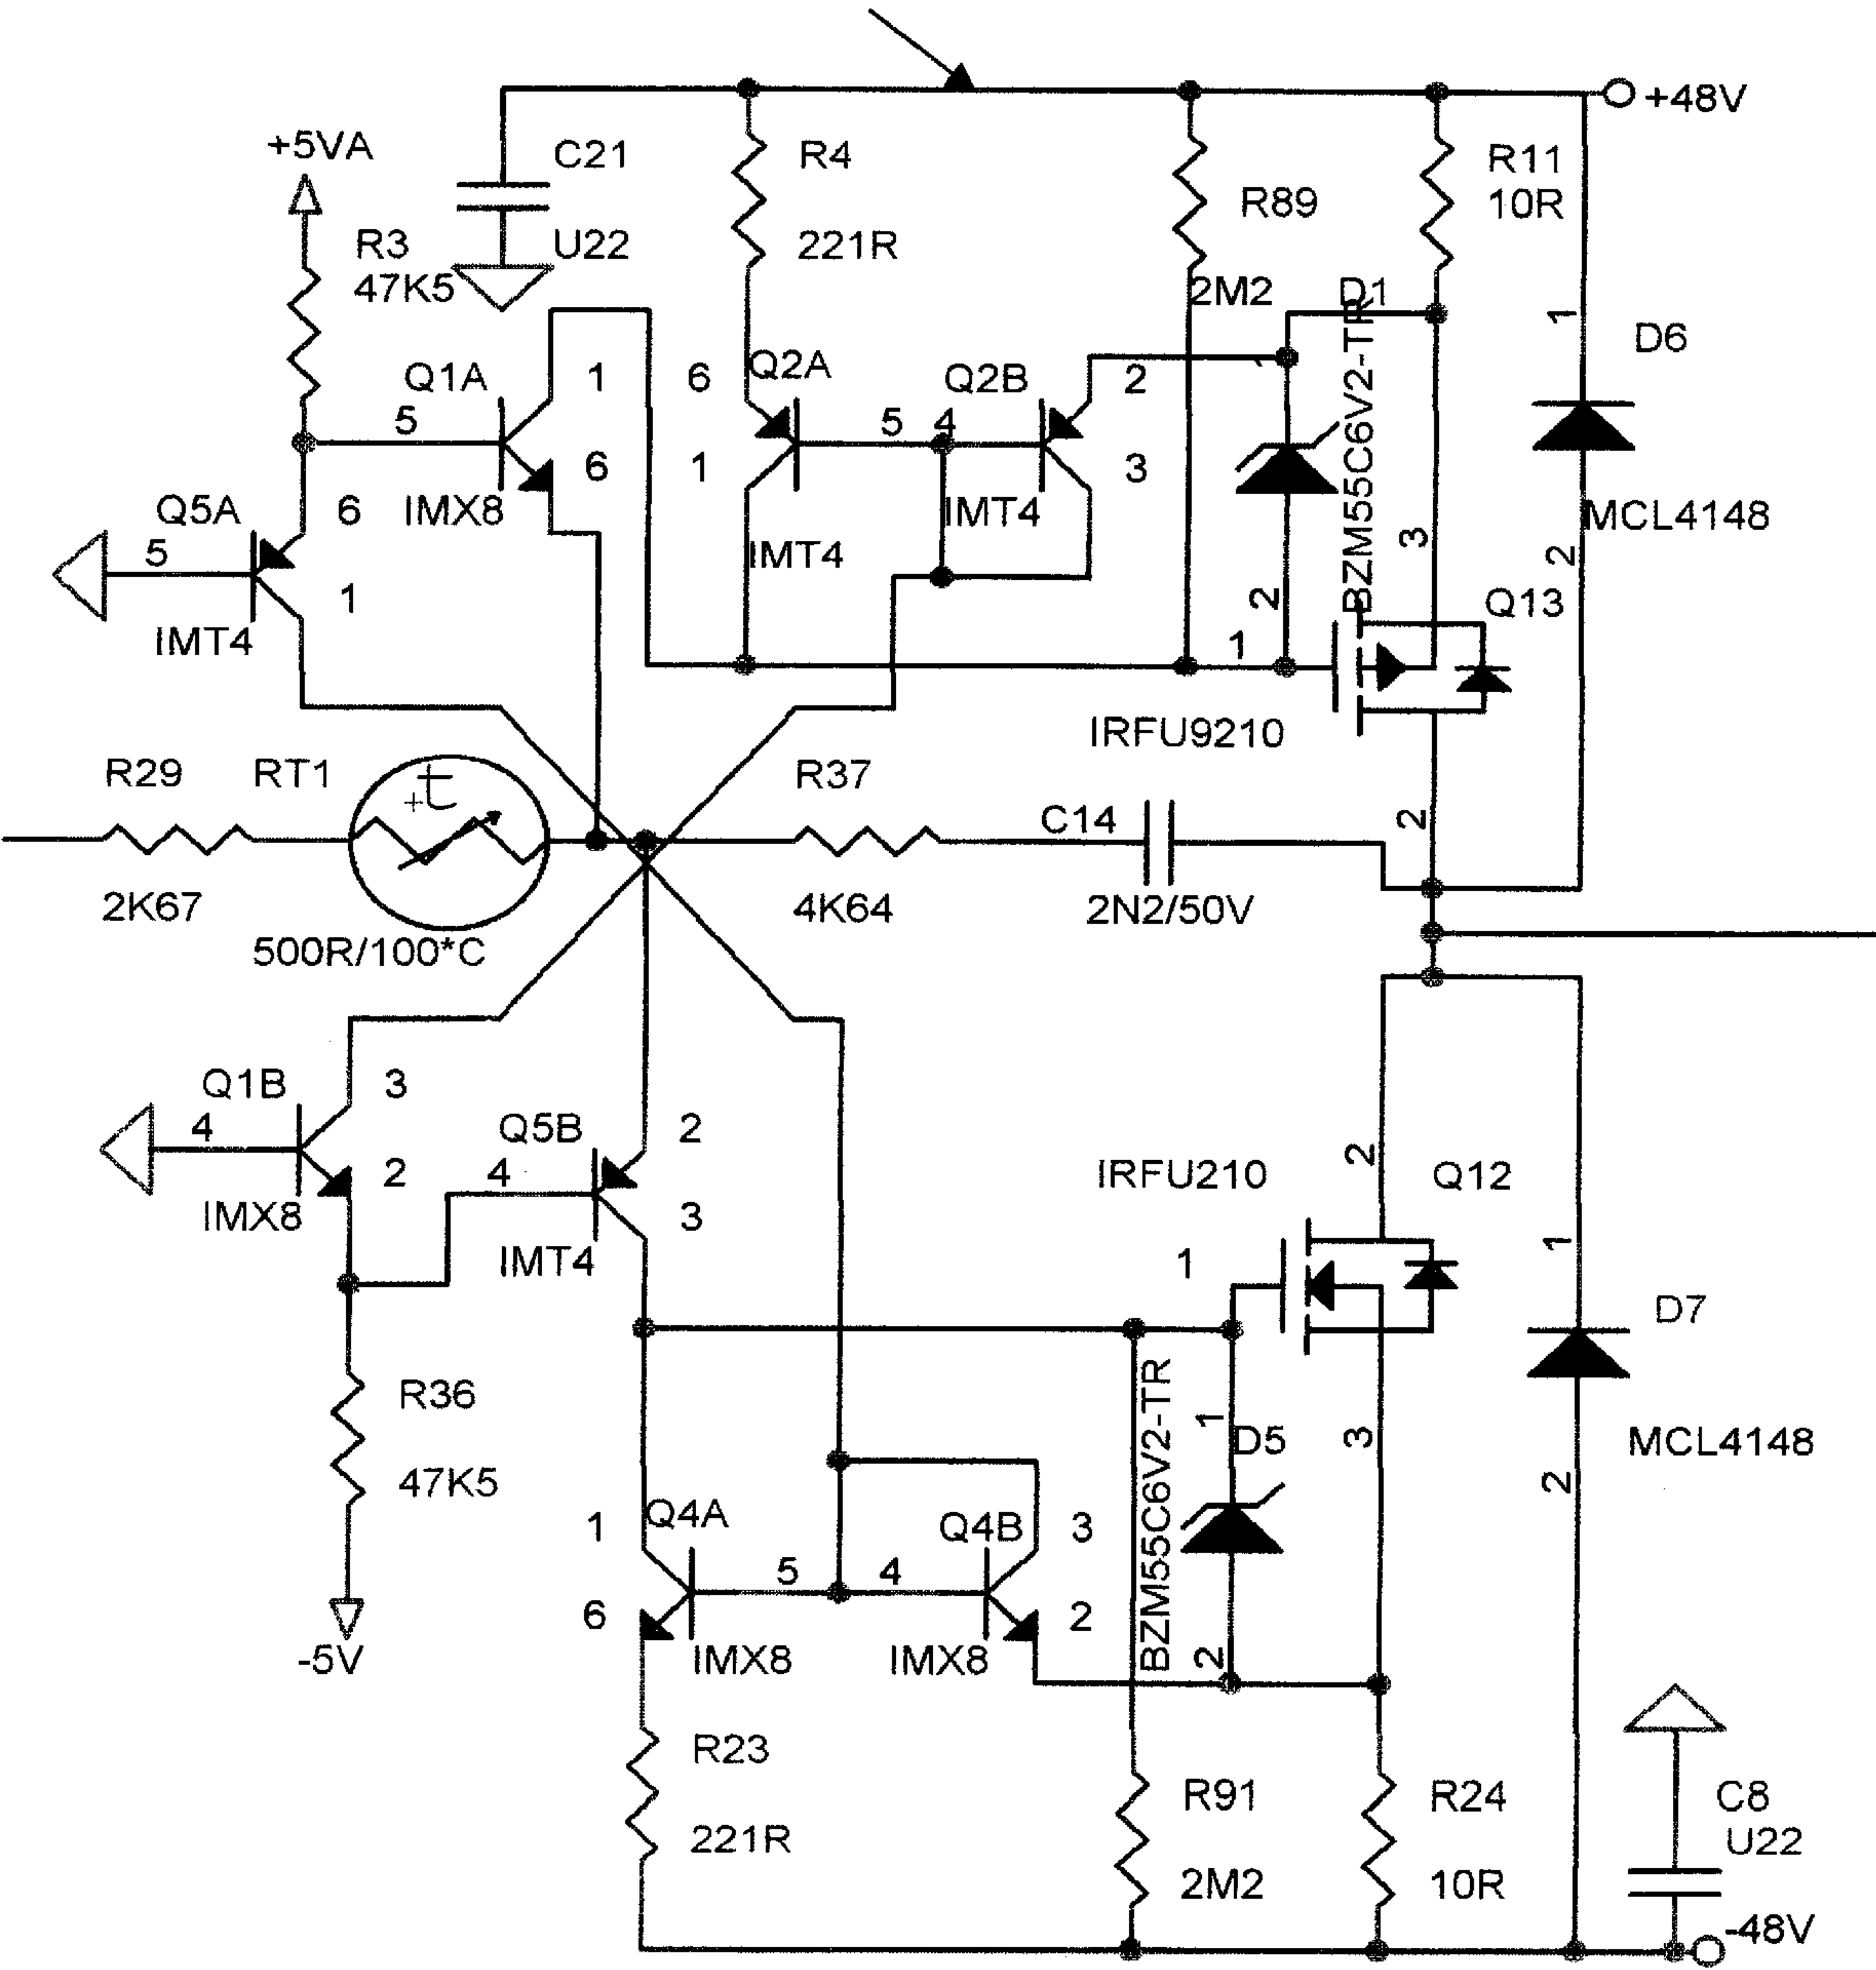 +48V
+5VA
C21
R4
R11
10R
R89
R3
47K5
U22
221R
2M2
D1
BZM55C6V2-TR
1
D6
Q1A
1
6
Q2A
Q2B
2
5
5
4
6
1
3
Q5A
6
IMX8
IMT4
MCL4148
3
2
5
IMT4
1
2
Q13
IMT4
1
IRFU9210
R29
RT1
+t
R37
C14
2
2K67
4K64
2N2/50V
500R/100*C
Q1B
3
Q5B
2
4
2
4
2
IRFU210
Q12
IMX8
3
IMT4
1
1
D7
R36
BZM55C6V2-TR
1
D5
3
MCL4148
47K5
2
1
Q4A
Q4B
3
5
4
6
2
-5V
IMX8
IMX8
2
R23
R91
R24
C8
U22
221R
2M2
10R
-48V